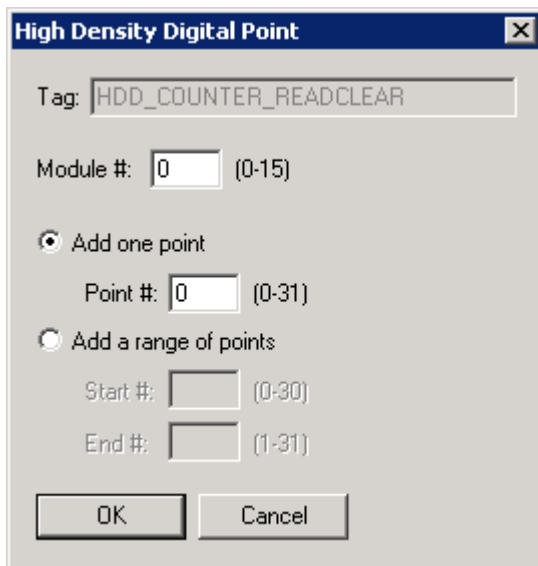 High Density Digital Point
Tag: HDD_COUNTER_READCLEAR
Module #: 0 (0-15)
Add one point
Point #: 0 (0-31)
Add a range of points
Start #: (0-30)
End #: (1-31)
OK Cancel